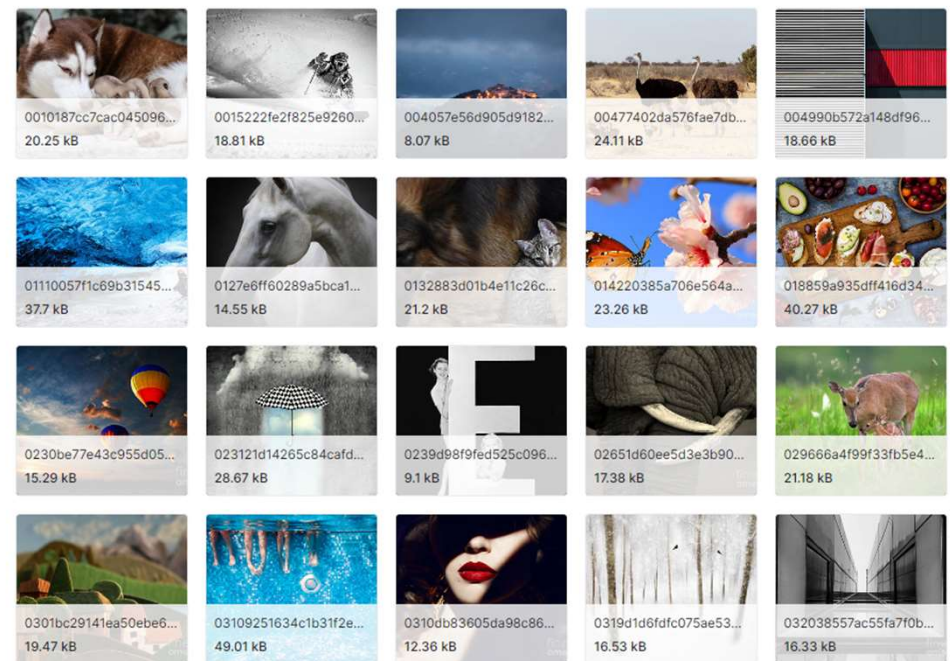 0010187cc7cac045096...
20.25 kB
0015222fe2f825e9260...
18.81 kB
004057e56d905d9182...
8.07 kB
00477402da576fae7db...
24.11 kB
004990b572a148df96...
18.66 kB
01110057f1c69b31545...
37.7 kB
0127e6ff60289a5bca1...
14.55 kB
0132883d01b4e11c26c...
21.2 kB
014220385a706e564a...
23.26 kB
018859a935dff416d34...
40.27 kB
0230be77e43c955d05...
15.29 kB
023121d14265c84cafd...
28.67 kB
0239d98f9fed525c096...
9.1 kB
E
02651d60ee5d3e3b90...
17.38 kB
029666a4f99f33fb5e4...
21.18 kB
0301bc29141ea50ebe6...
19.47 kB
03109251634c1b31f2e...
49.01 kB
0310db83605da98c86...
12.36 kB
0319d1d6fdfc075ae53...
16.53 kB
032038557ac55fa7f0b...
16.33 kB